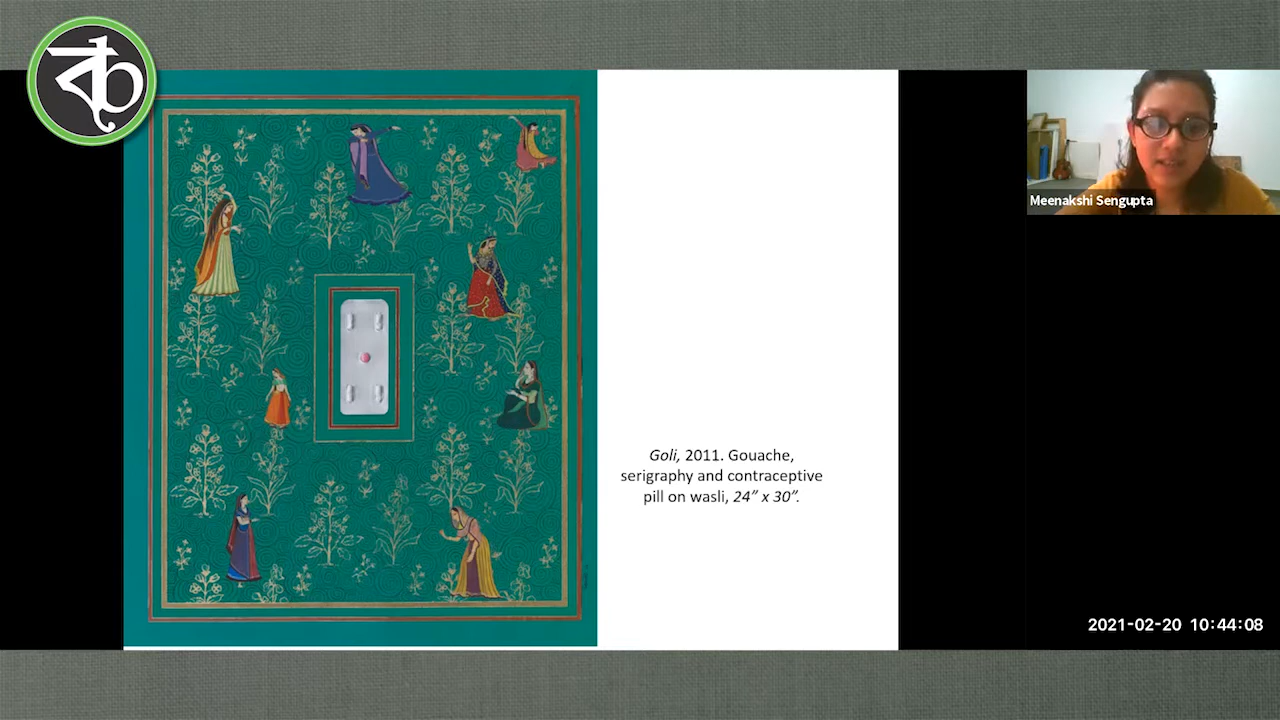 Meenakshi Sengupta
Goli, 2011. Gouache,
serigraphy and contraceptive
pill on wasli, 24” x 30”.
2021-02-20 10:44:08